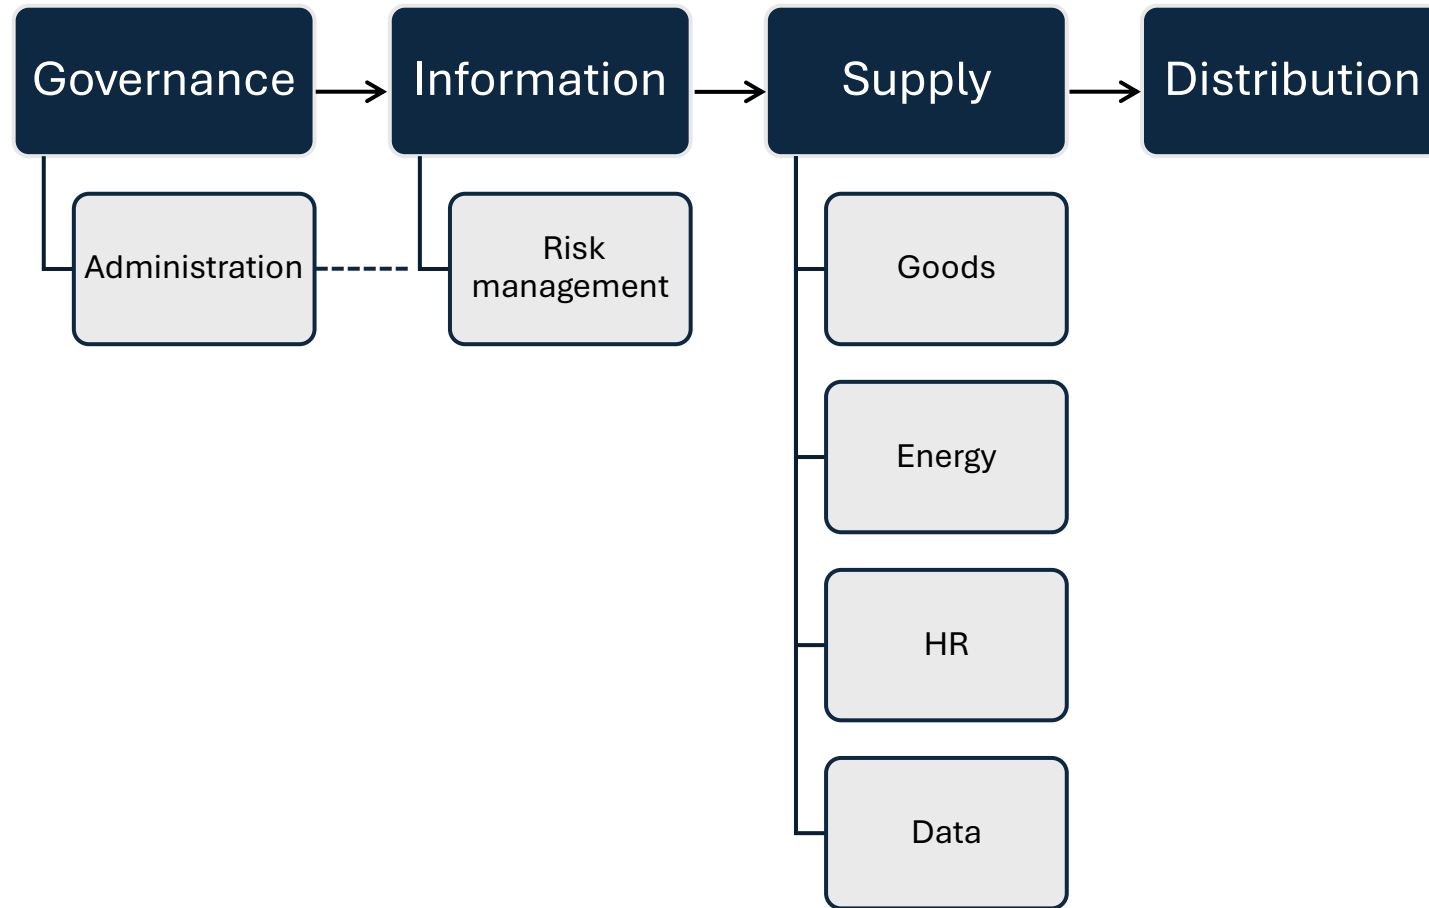 Governance
Information
Supply
Distribution
Administration
Risk
management
Goods
Energy
HR
Data